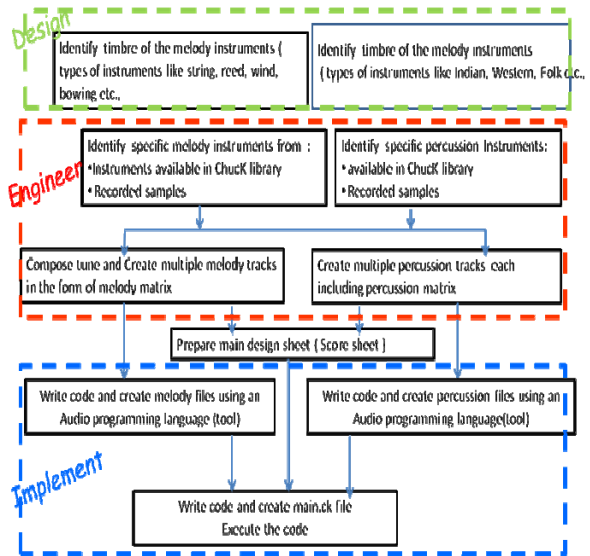 Design
Identify timbre of the melody instruments (
types of instruments like string, reed, wind,
bowing etc.,
Identify timbre of the melody instruments
( types of instruments like Indian, Western, Folk etc.,
Engineer
Identify specific melody instruments from :
•Instruments available in ChucK library
• Recorded samples
Identify specific percussion Instruments:
• available in ChucK library
• Recorded samples
Compose tune and Create multiple melody tracks
in the form of melody matrix
Create multiple percussion tracks each
including percussion matrix
Prepare main design sheet ( Score sheet )
Implement
Write code and create melody files using an
Audio programming language (tool)
Write code and create percussion files using an
Audio programming language(tool)
Write code and create main.ck file
Execute the code